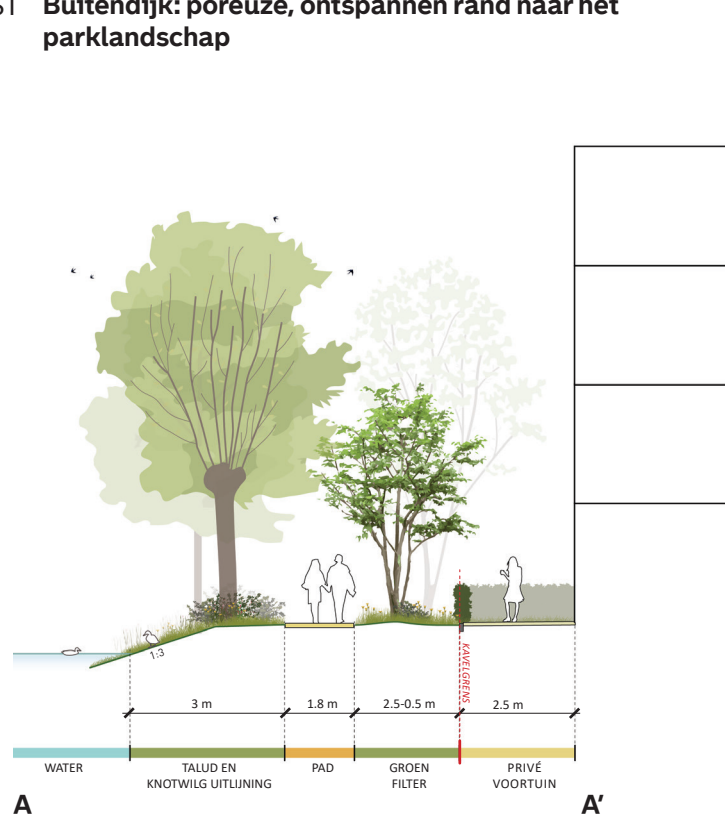 Buitendijk: poreuze, ontspannen rand naar het
parklandschap
1:3
KAVELGRENS
3 m
1.8 m
2.5-0.5 m
2.5 m
WATER
TALUD EN
KNOTWILG UITLIJNING
PAD
GROEN
FILTER
PRIVÉ
VOORTUIN
A
A'